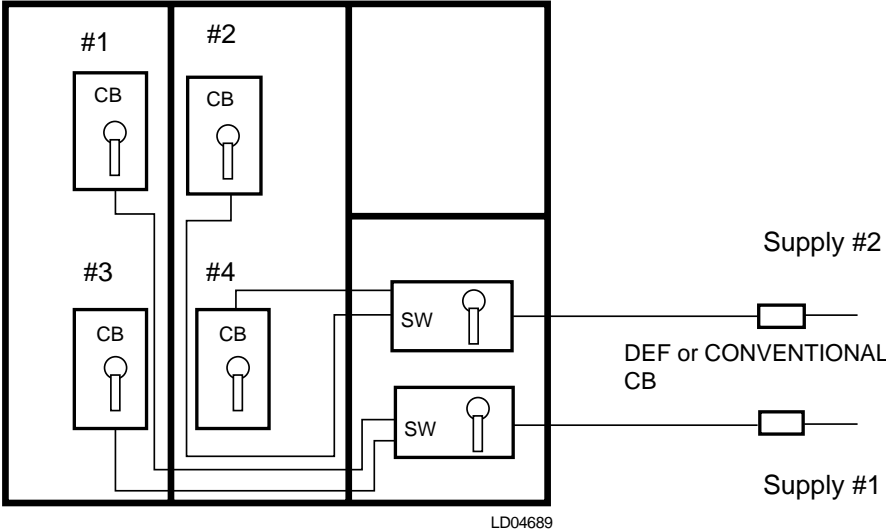 #1
#2
CB
CB
#3
#4
CB
CB
SW
SW
Supply #2
DEF or CONVENTIONAL
CB
Supply #1
LD04689